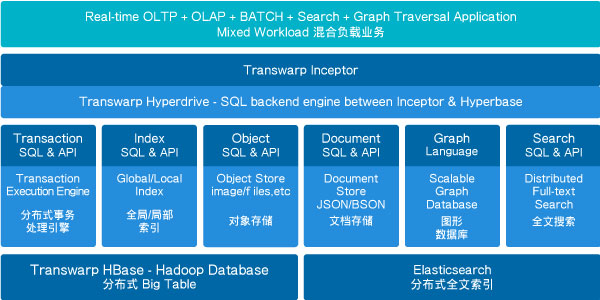 Real-time OLTP + OLAP + BATCH + Search + Graph Traversal Application
Mixed Workload 混合负载业务
Transwarp Inceptor
Transwarp Hyperdrive - SQL backend engine between Inceptor & Hyperbase
Transaction
SQL & API
Transaction
Execution Engine
分布式事务
处理引擎
Index
SQL & API
Global/Local
Index
全局/局部
索引
Object
SQL & API
Object Store
image/f iles,etc
对象存储
Document
SQL & API
Document
Store
JSON/BSON
文档存储
Graph
Language
Scalable
Graph
Database
图形
数据库
Search
SQL & API
Distributed
Full-text
Search
全文搜索
Transwarp HBase - Hadoop Database
分布式 Big Table
Elasticsearch
分布式全文索引